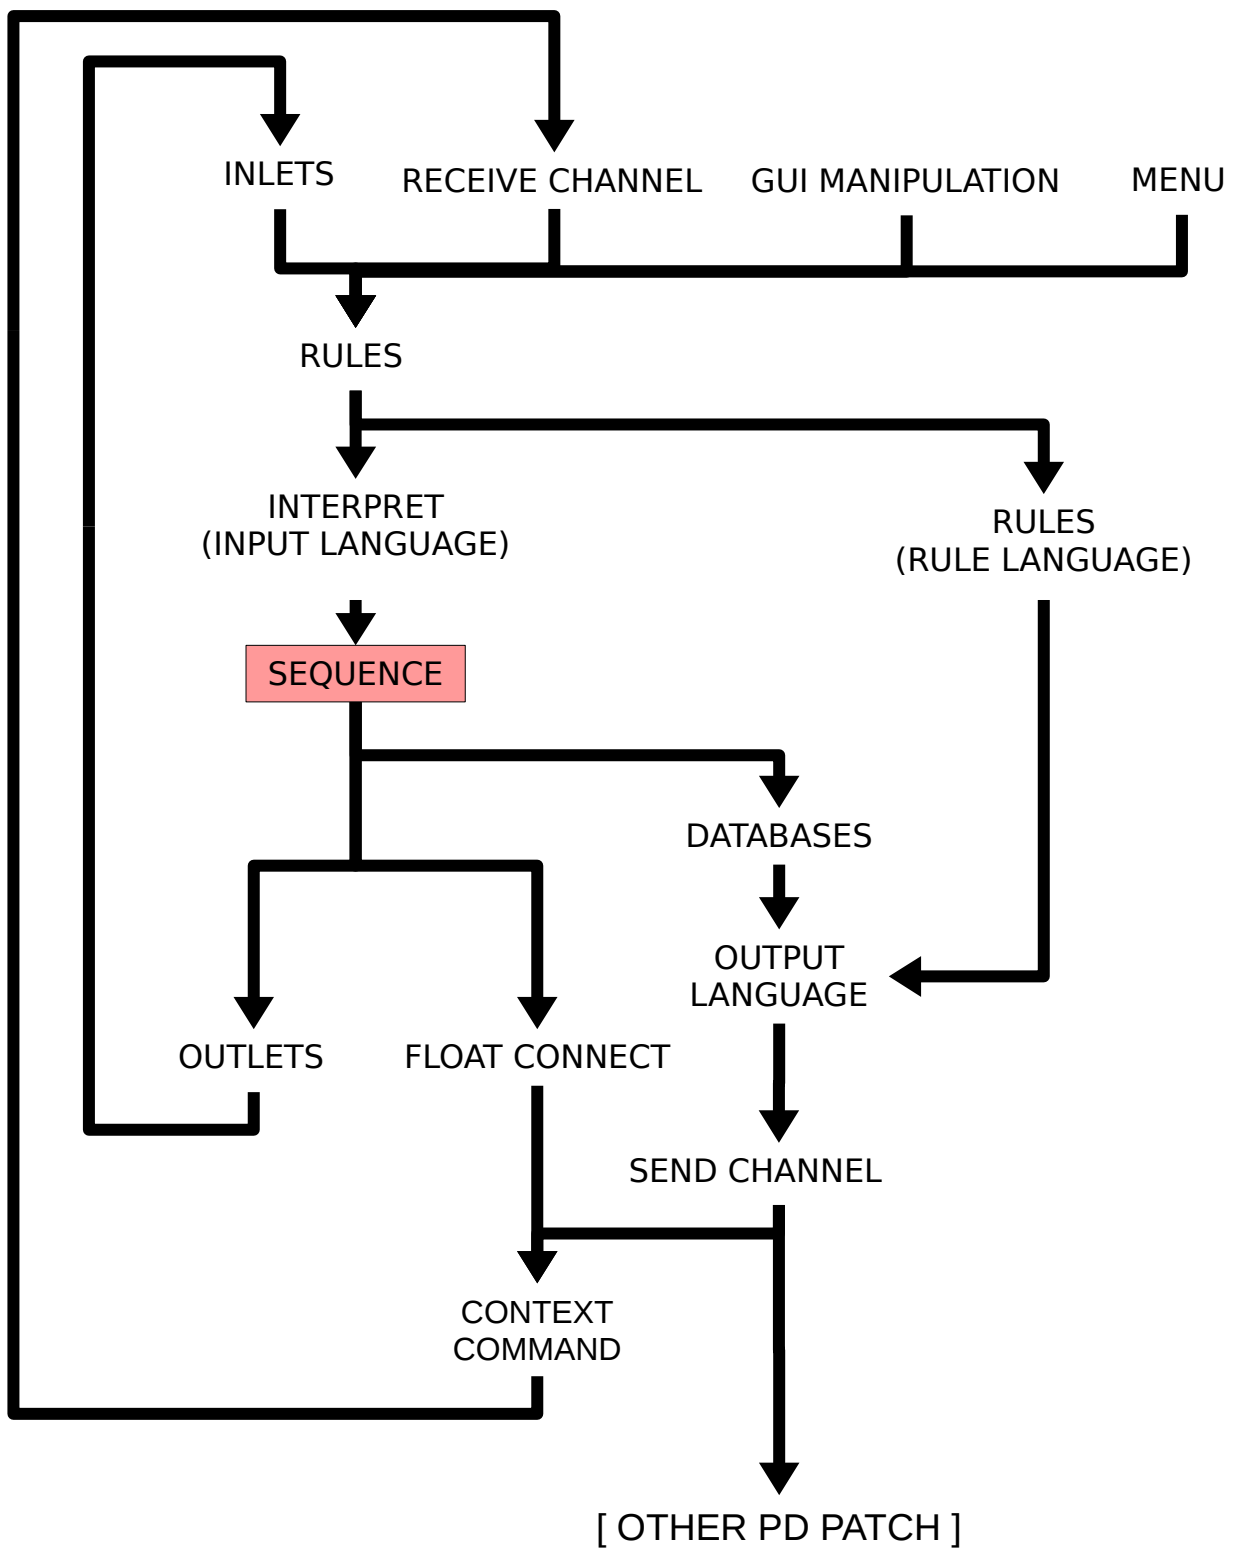 INLETS
RECEIVE CHANNEL
GUI MANIPULATION
MENU
RULES
INTERPRET
(INPUT LANGUAGE)
RULES
(RULE LANGUAGE)
SEQUENCE
DATABASES
OUTPUT
LANGUAGE
OUTLETS
FLOAT CONNECT
SEND CHANNEL
CONTEXT
COMMAND
[ OTHER PD PATCH ]